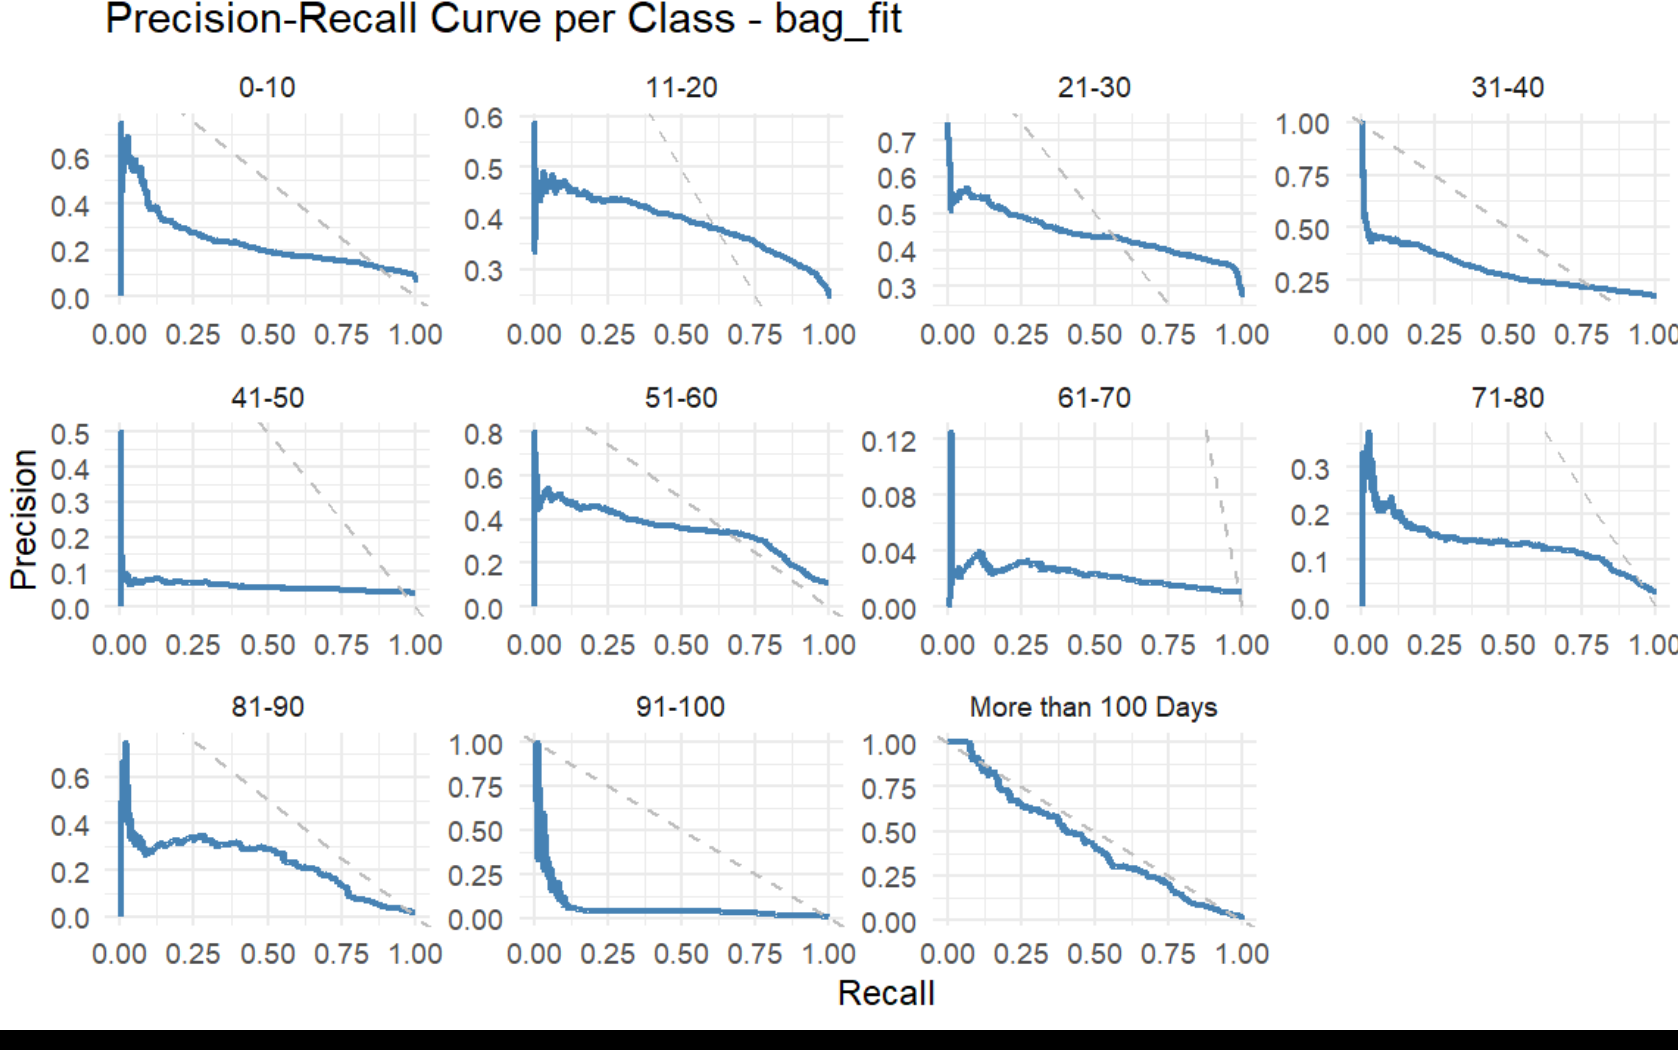 Precision-Recall Curve per Class - bag_fit
0-10 11-20 21-30 31-40
0.6 0.4 0.2 0.0
0.6 0.5 0.4 0.3
0.7 0.6 0.5 0.4 0.3
1.00 0.75 0.50 0.25
0.00 0.25 0.50 0.75 1.00 0.00 0.25 0.50 0.75 1.00 0.00 0.25 0.50 0.75 1.00 0.00 0.25 0.50 0.75 1.00
41-50 51-60 61-70 71-80
0.5 0.4 0.3 0.2 0.1 0.0
0.8 0.6 0.4 0.2 0.0
0.12 0.08 0.04 0.00
0.3 0.2 0.1 0.0
0.00 0.25 0.50 0.75 1.00 0.00 0.25 0.50 0.75 1.00 0.00 0.25 0.50 0.75 1.00 0.00 0.25 0.50 0.75 1.00
Precision
81-90 91-100 More than 100 Days
0.6 0.4 0.2 0.0
1.00 0.75 0.50 0.25 0.00
1.00 0.75 0.50 0.25 0.00
0.00 0.25 0.50 0.75 1.00 0.00 0.25 0.50 0.75 1.00 0.00 0.25 0.50 0.75 1.00
Recall